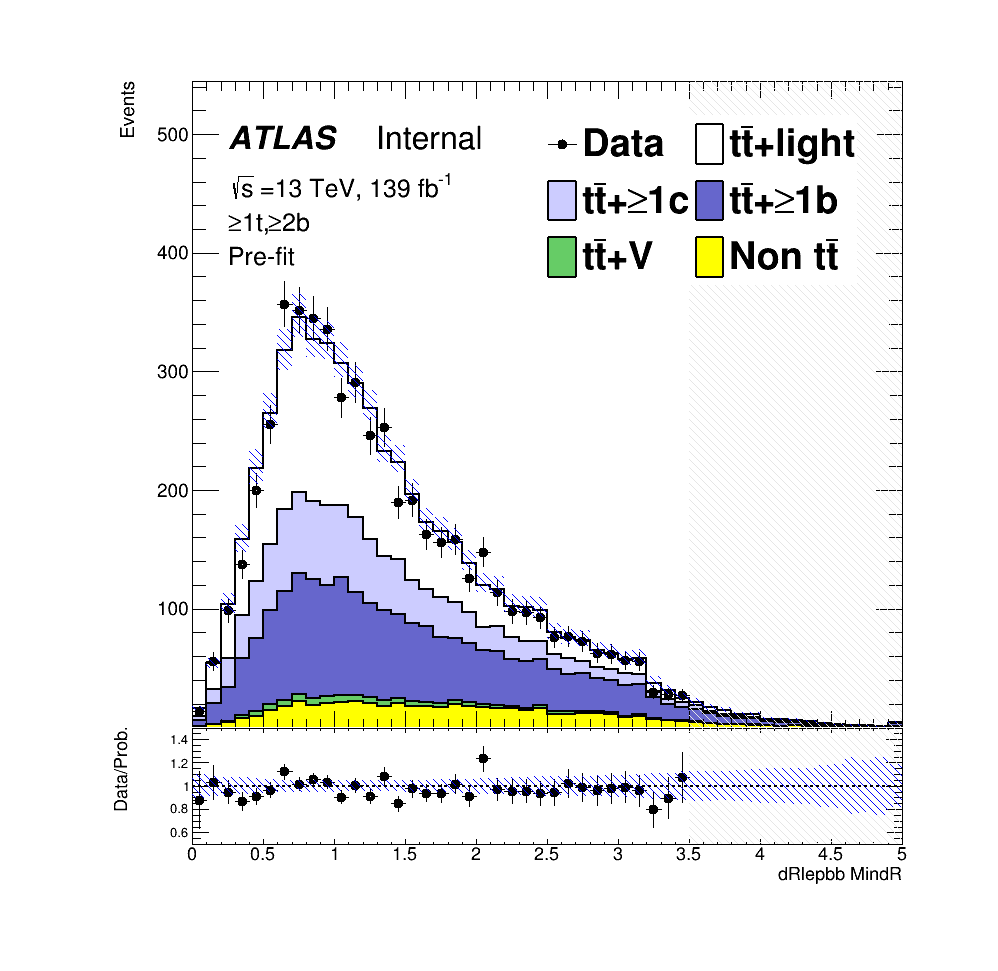 Events
500
400
300
200
100
ATLAS Internal
√s =13 TeV, 139 fb⁻¹
≥1t,≥2b
Pre-fit
Data
tt̄+light
tt̄+≥1c
tt̄+≥1b
tt̄+V
Non tt̄
Data/Prob.
1.4
1.2
1
0.8
0.6
0 0.5 1 1.5 2 2.5 3 3.5 4 4.5 5
dRlepbb MindR